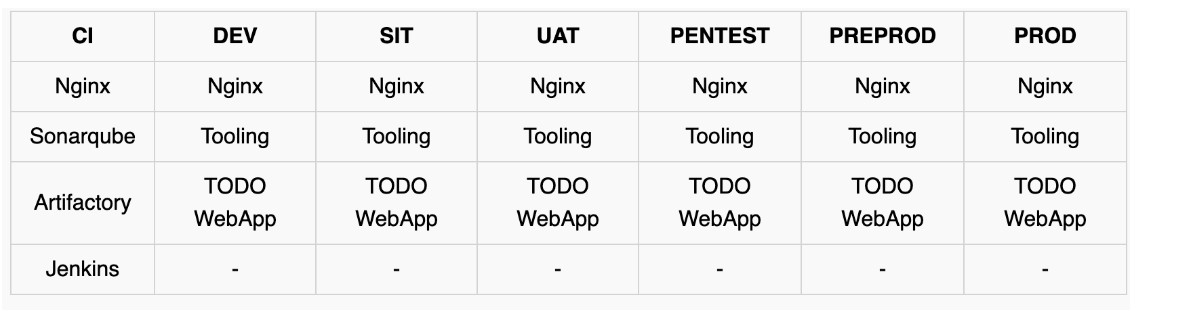 CI DEV SIT UAT PENTEST PREPROD PROD
Nginx Nginx Nginx Nginx Nginx Nginx Nginx
Sonarqube Tooling Tooling Tooling Tooling Tooling Tooling
Artifactory TODO WebApp TODO WebApp TODO WebApp TODO WebApp TODO WebApp TODO WebApp
Jenkins - - - - - -